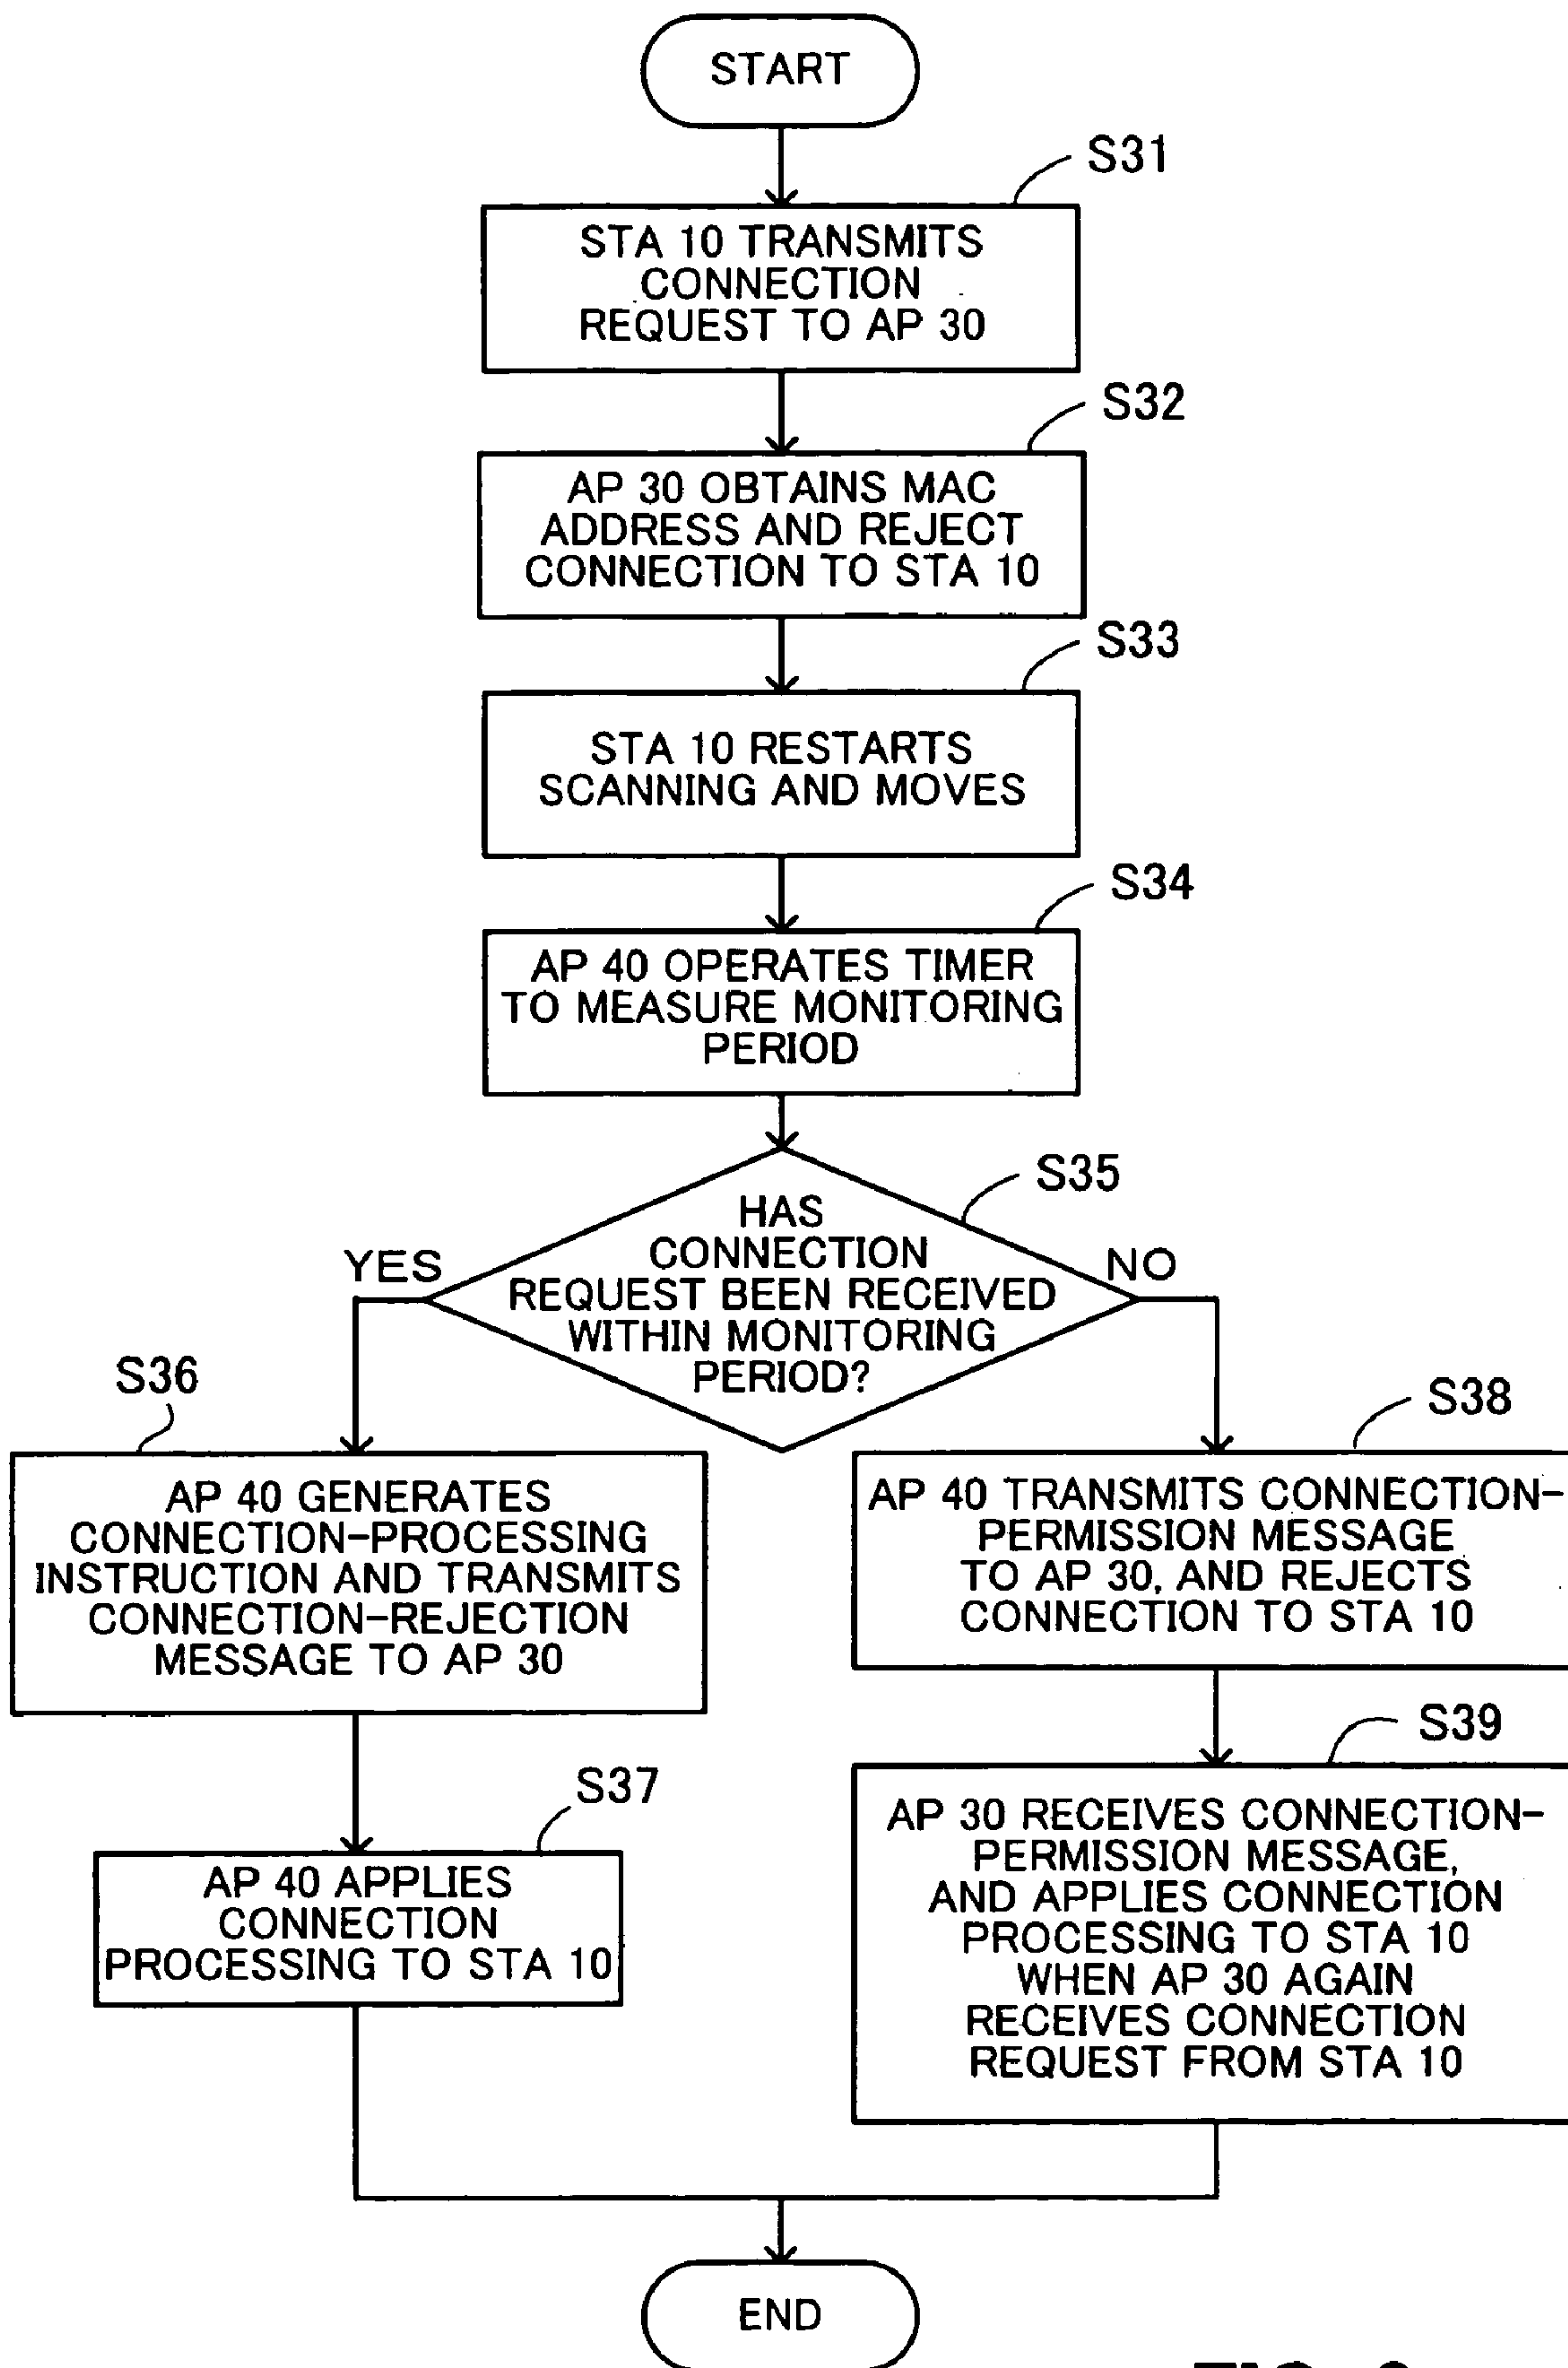 START
S31
STA 10 TRANSMITS
CONNECTION
REQUEST TO AP 30
S32
AP 30 OBTAINS MAC
ADDRESS AND REJECT
CONNECTION TO STA 10
S33
STA 10 RESTARTS
SCANNING AND MOVES
S34
AP 40 OPERATES TIMER
TO MEASURE MONITORING
PERIOD
S35
HAS
CONNECTION
REQUEST BEEN RECEIVED
WITHIN MONITORING
PERIOD?
YES
NO
S36
AP 40 GENERATES
CONNECTION-PROCESSING
INSTRUCTION AND TRANSMITS
CONNECTION-REJECTION
MESSAGE TO AP 30
S37
AP 40 APPLIES
CONNECTION
PROCESSING TO STA 10
S38
AP 40 TRANSMITS CONNECTION-
PERMISSION MESSAGE
TO AP 30, AND REJECTS
CONNECTION TO STA 10
S39
AP 30 RECEIVES CONNECTION-
PERMISSION MESSAGE,
AND APPLIES CONNECTION
PROCESSING TO STA 10
WHEN AP 30 AGAIN
RECEIVES CONNECTION
REQUEST FROM STA 10
END